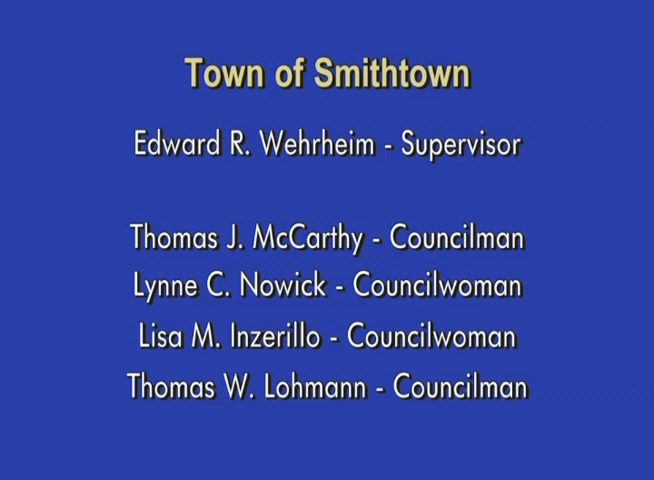 Town of Smithtown
Edward R. Wehrheim - Supervisor
Thomas J. McCarthy - Councilman
Lynne C. Nowick - Councilwoman
Lisa M. Inzerillo - Councilwoman
Thomas W. Lohmann - Councilman